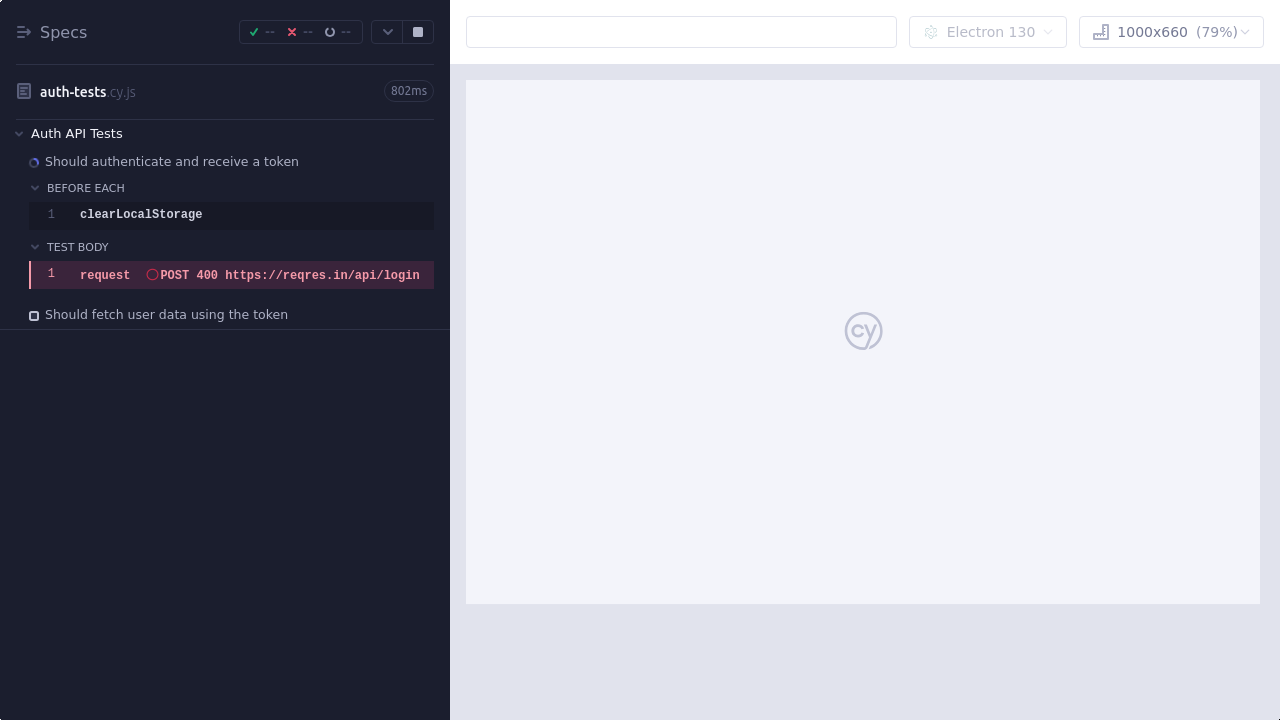 Specs
-- -- --
auth-tests.cy.js
802ms
Auth API Tests
Should authenticate and receive a token
BEFORE EACH
1 clearLocalStorage
TEST BODY
1 request POST 400 https://reqres.in/api/login
Should fetch user data using the token
Electron 130
1000x660 (79%)
cy